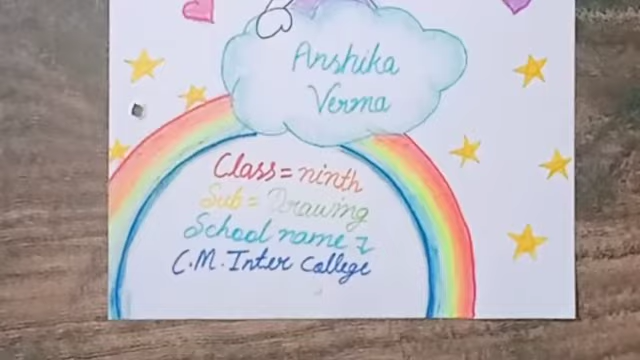 Anshika
Verma
Class = ninth
Sub = Drawing
School name z
C.M. Inter College